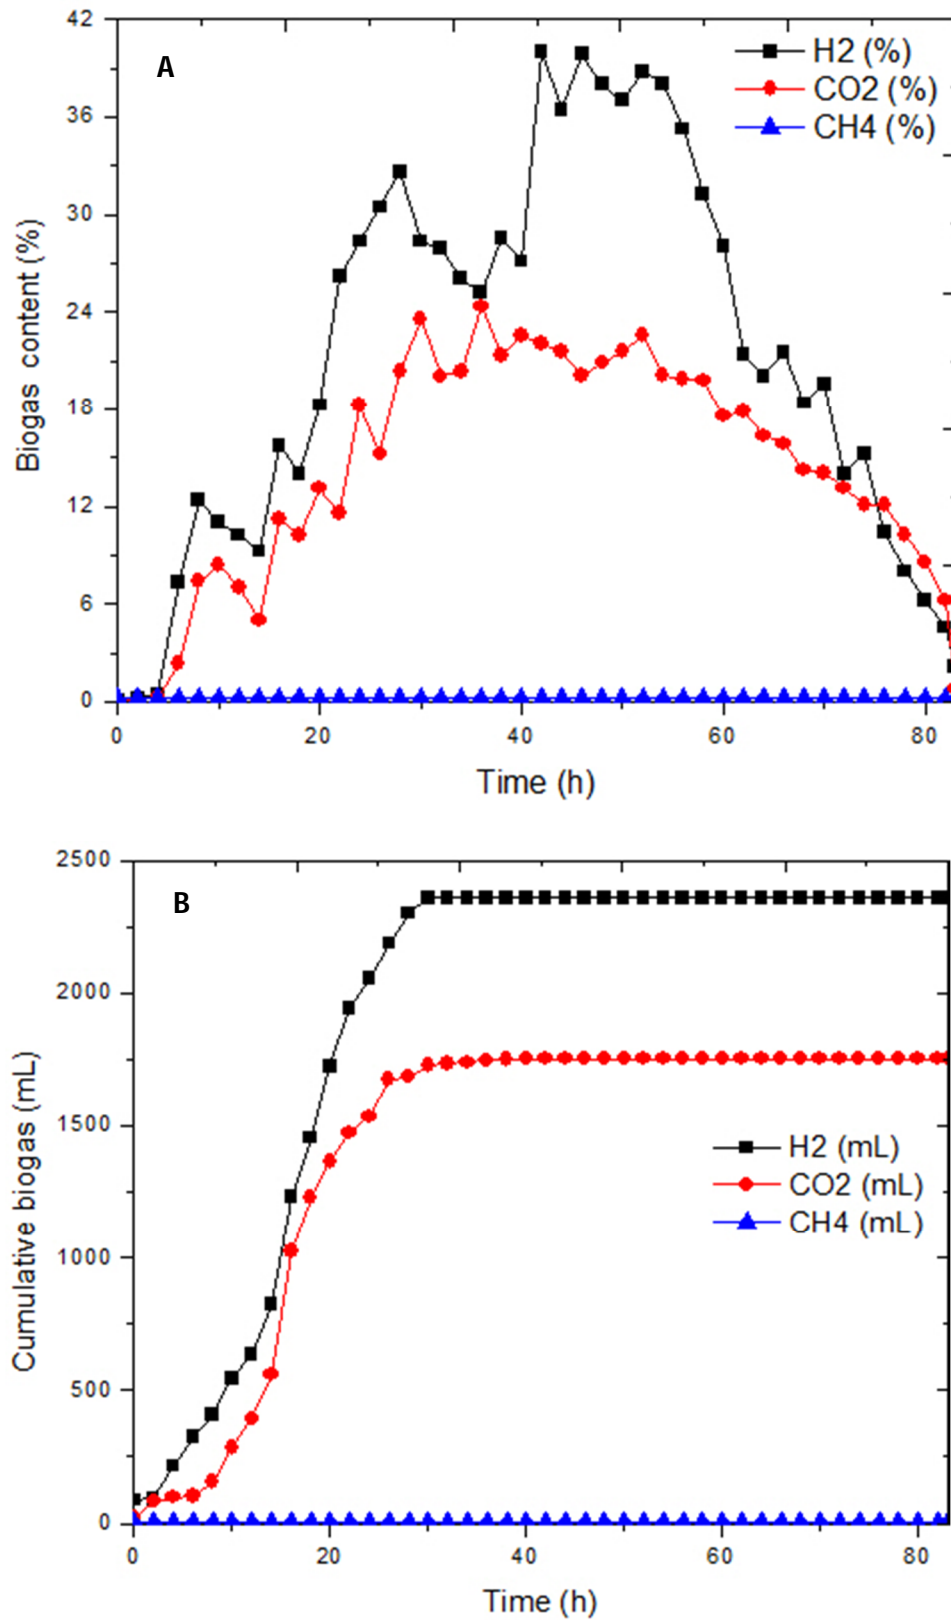 42
A
H2 (%)
CO2 (%)
CH4 (%)
36
30
24
18
12
6
0
Biogas content (%)
0 20 40 60 80
Time (h)
2500
B
2000
1500
1000
500
0
Cumulative biogas (mL)
H2 (mL)
CO2 (mL)
CH4 (mL)
0 20 40 60 80
Time (h)